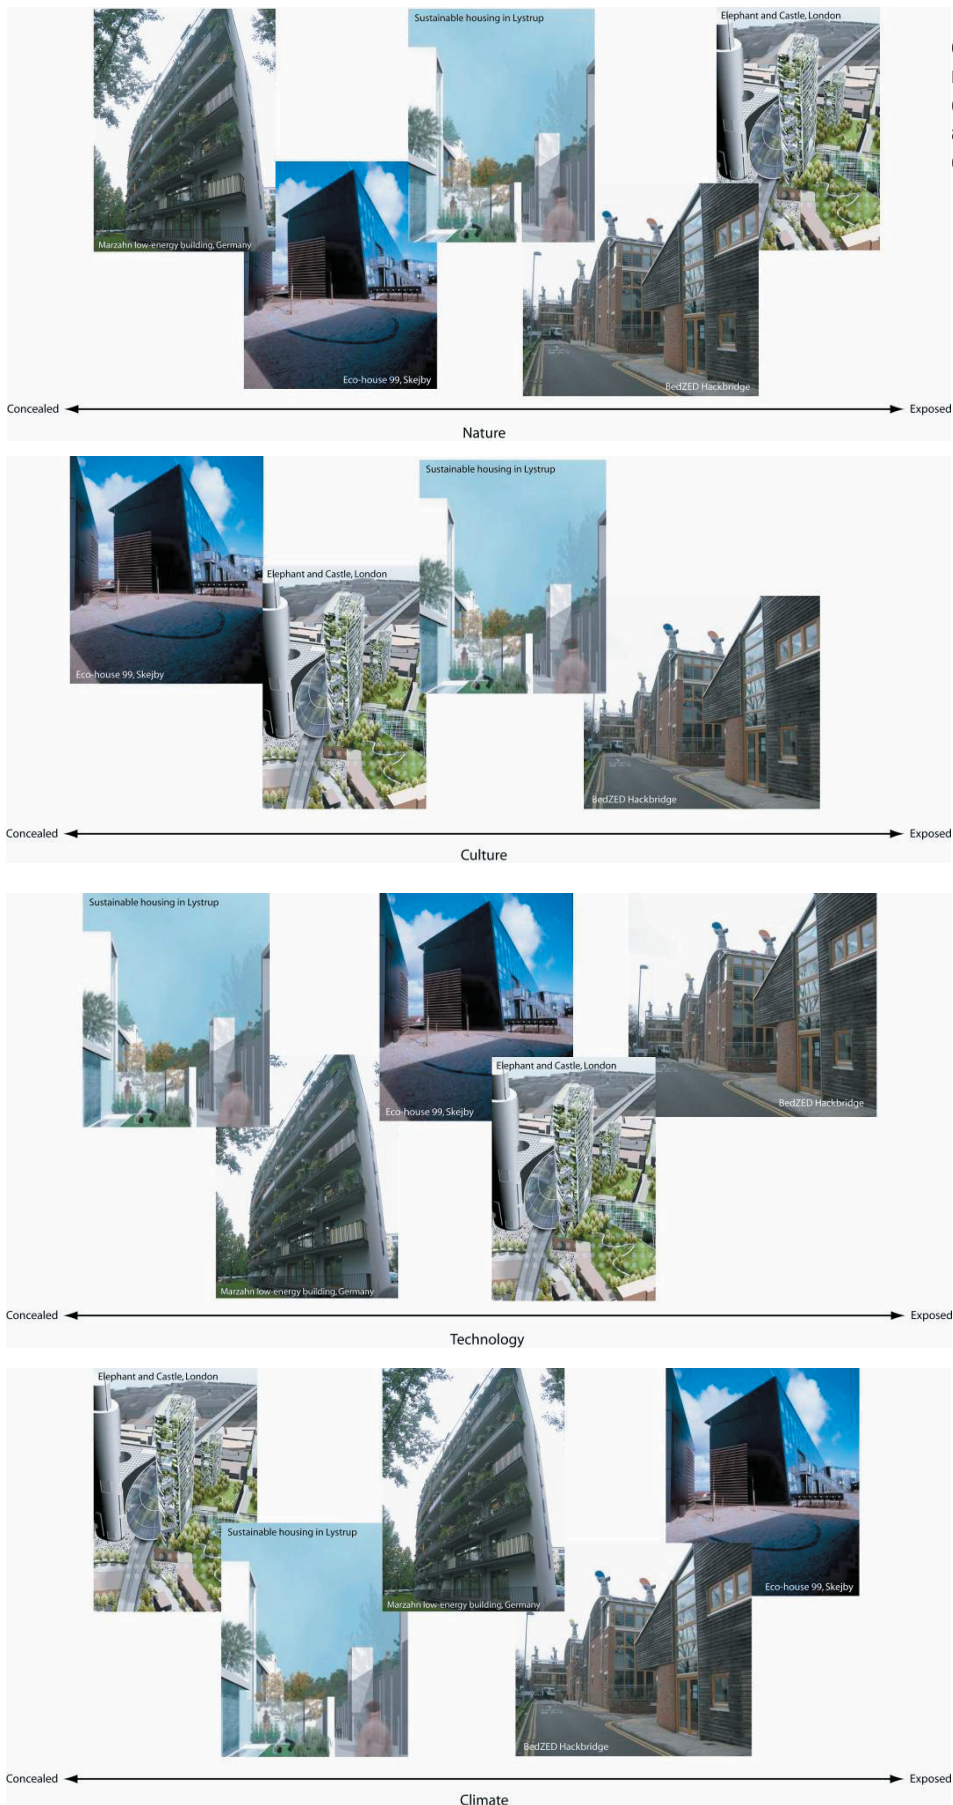 Sustainable housing in Lystrup
Elephant and Castle, London
Marzahn low-energy building, Germany
Eco-house 99, Skejby
BedZED Hackbridge
Concealed
Exposed
Nature
Sustainable housing in Lystrup
Elephant and Castle, London
Eco-house 99, Skejby
BedZED Hackbridge
Concealed
Exposed
Culture
Sustainable housing in Lystrup
Elephant and Castle, London
BedZED Hackbridge
Eco-house 99, Skejby
Marzahn low-energy building, Germany
Concealed
Exposed
Technology
Elephant and Castle, London
Sustainable housing in Lystrup
Eco-house 99, Skejby
Marzahn low-energy building, Germany
BedZED Hackbridge
Concealed
Exposed
Climate